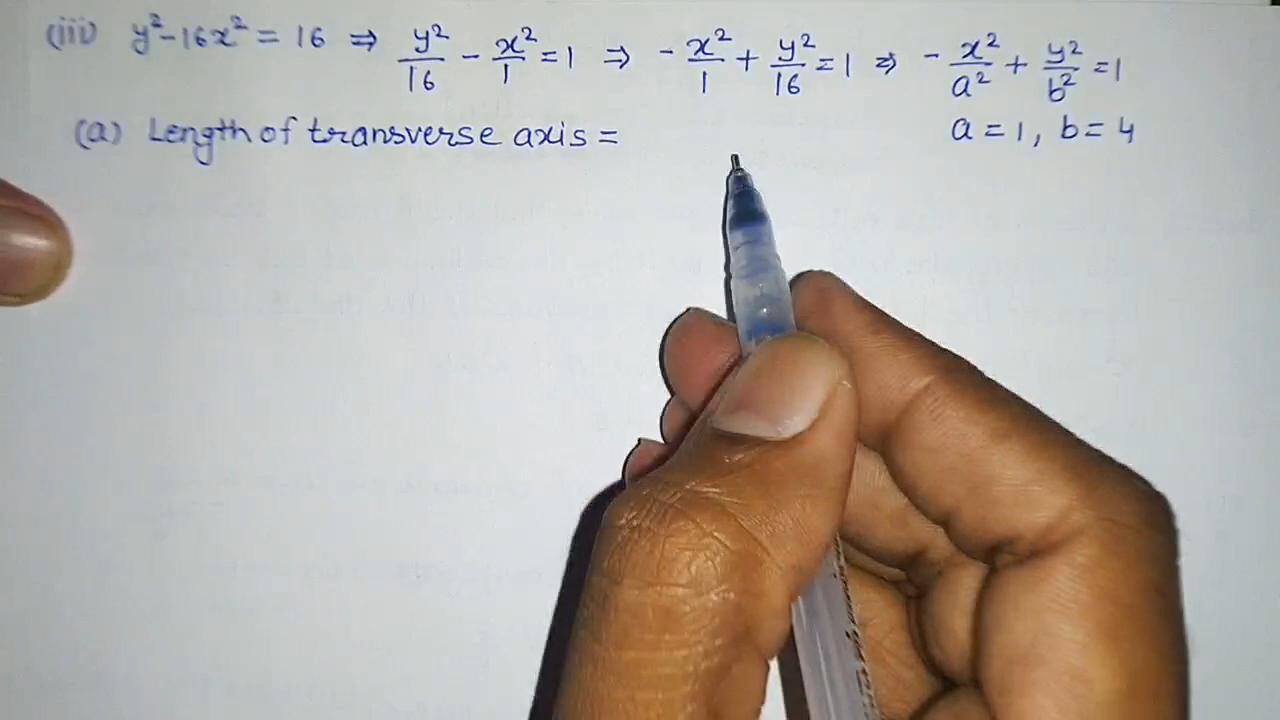 (iii) y²-16x² = 16 ⇒ y²/16 - x²/1 = 1 ⇒ - x²/1 + y²/16 = 1 ⇒ - x²/a² + y²/b² = 1
(a) Length of transverse axis = a = 1, b = 4